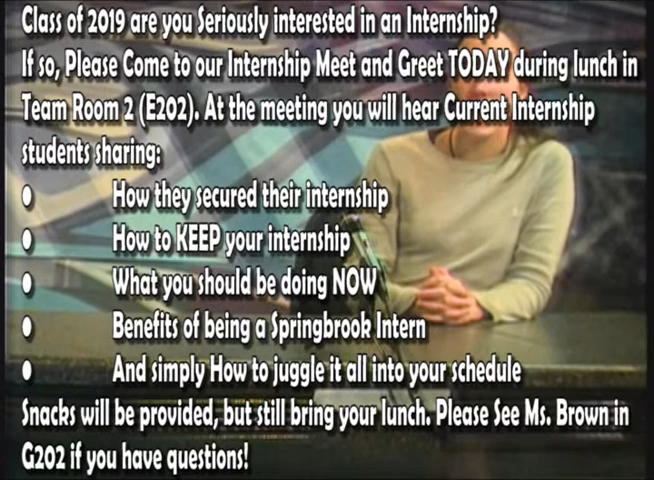 Class of 2019 are you Seriously interested in an Internship?
If so, Please Come to our Internship Meet and Greet TODAY during lunch in
Team Room 2 (E202). At the meeting you will hear Current Internship
students sharing:
• How they secured their internship
• How to KEEP your internship
• What you should be doing NOW
• Benefits of being a Springbrook Intern
• And simply How to juggle it all into your schedule
Snacks will be provided, but still bring your lunch. Please See Ms. Brown in
G202 if you have questions!